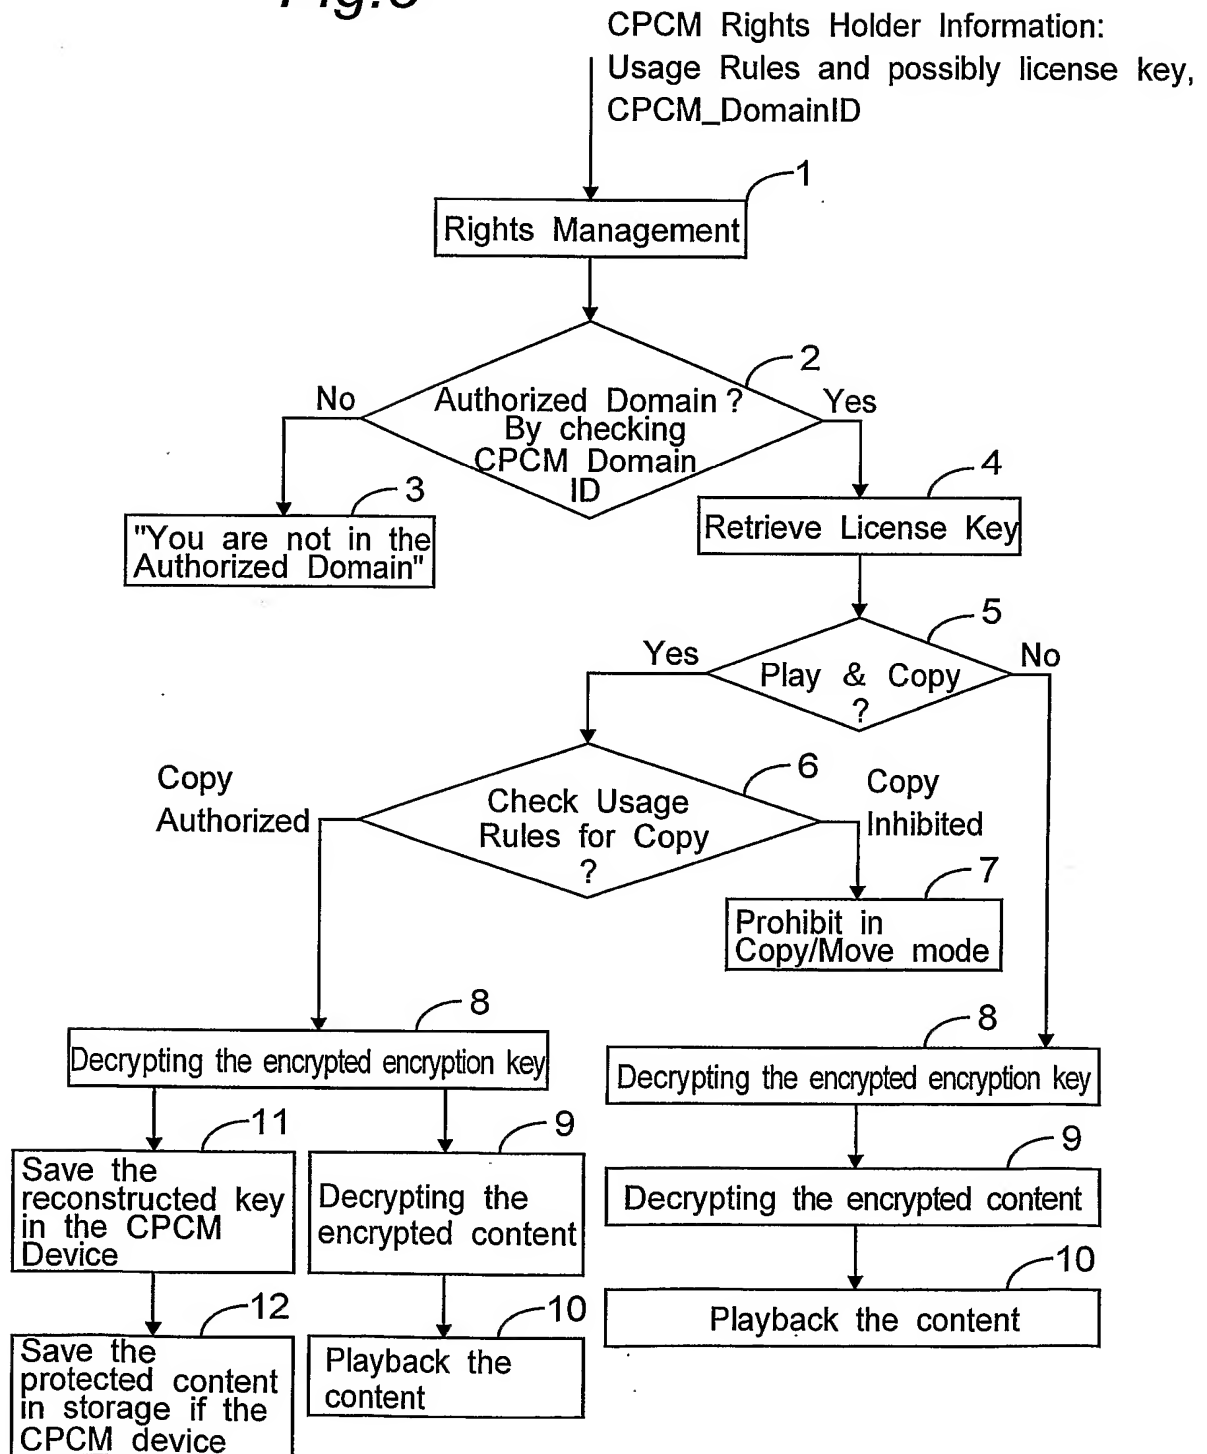 CPCM Rights Holder Information:
Usage Rules and possibly license key,
CPCM_DomainID
1
Rights Management
2
No
Authorized Domain ?
Yes
By checking
CPCM Domain
ID
3
"You are not in the
Authorized Domain"
4
Retrieve License Key
5
Yes
Play & Copy
?
No
6
Copy
Authorized
Check Usage
Rules for Copy
?
Copy
Inhibited
7
Prohibit in
Copy/Move mode
8
Decrypting the encrypted encryption key
8
Decrypting the encrypted encryption key
11
Save the
reconstructed key
in the CPCM
Device
9
Decrypting the
encrypted content
9
Decrypting the encrypted content
12
Save the
protected content
in storage if the
CPCM device
10
Playback the
content
10
Playback the content